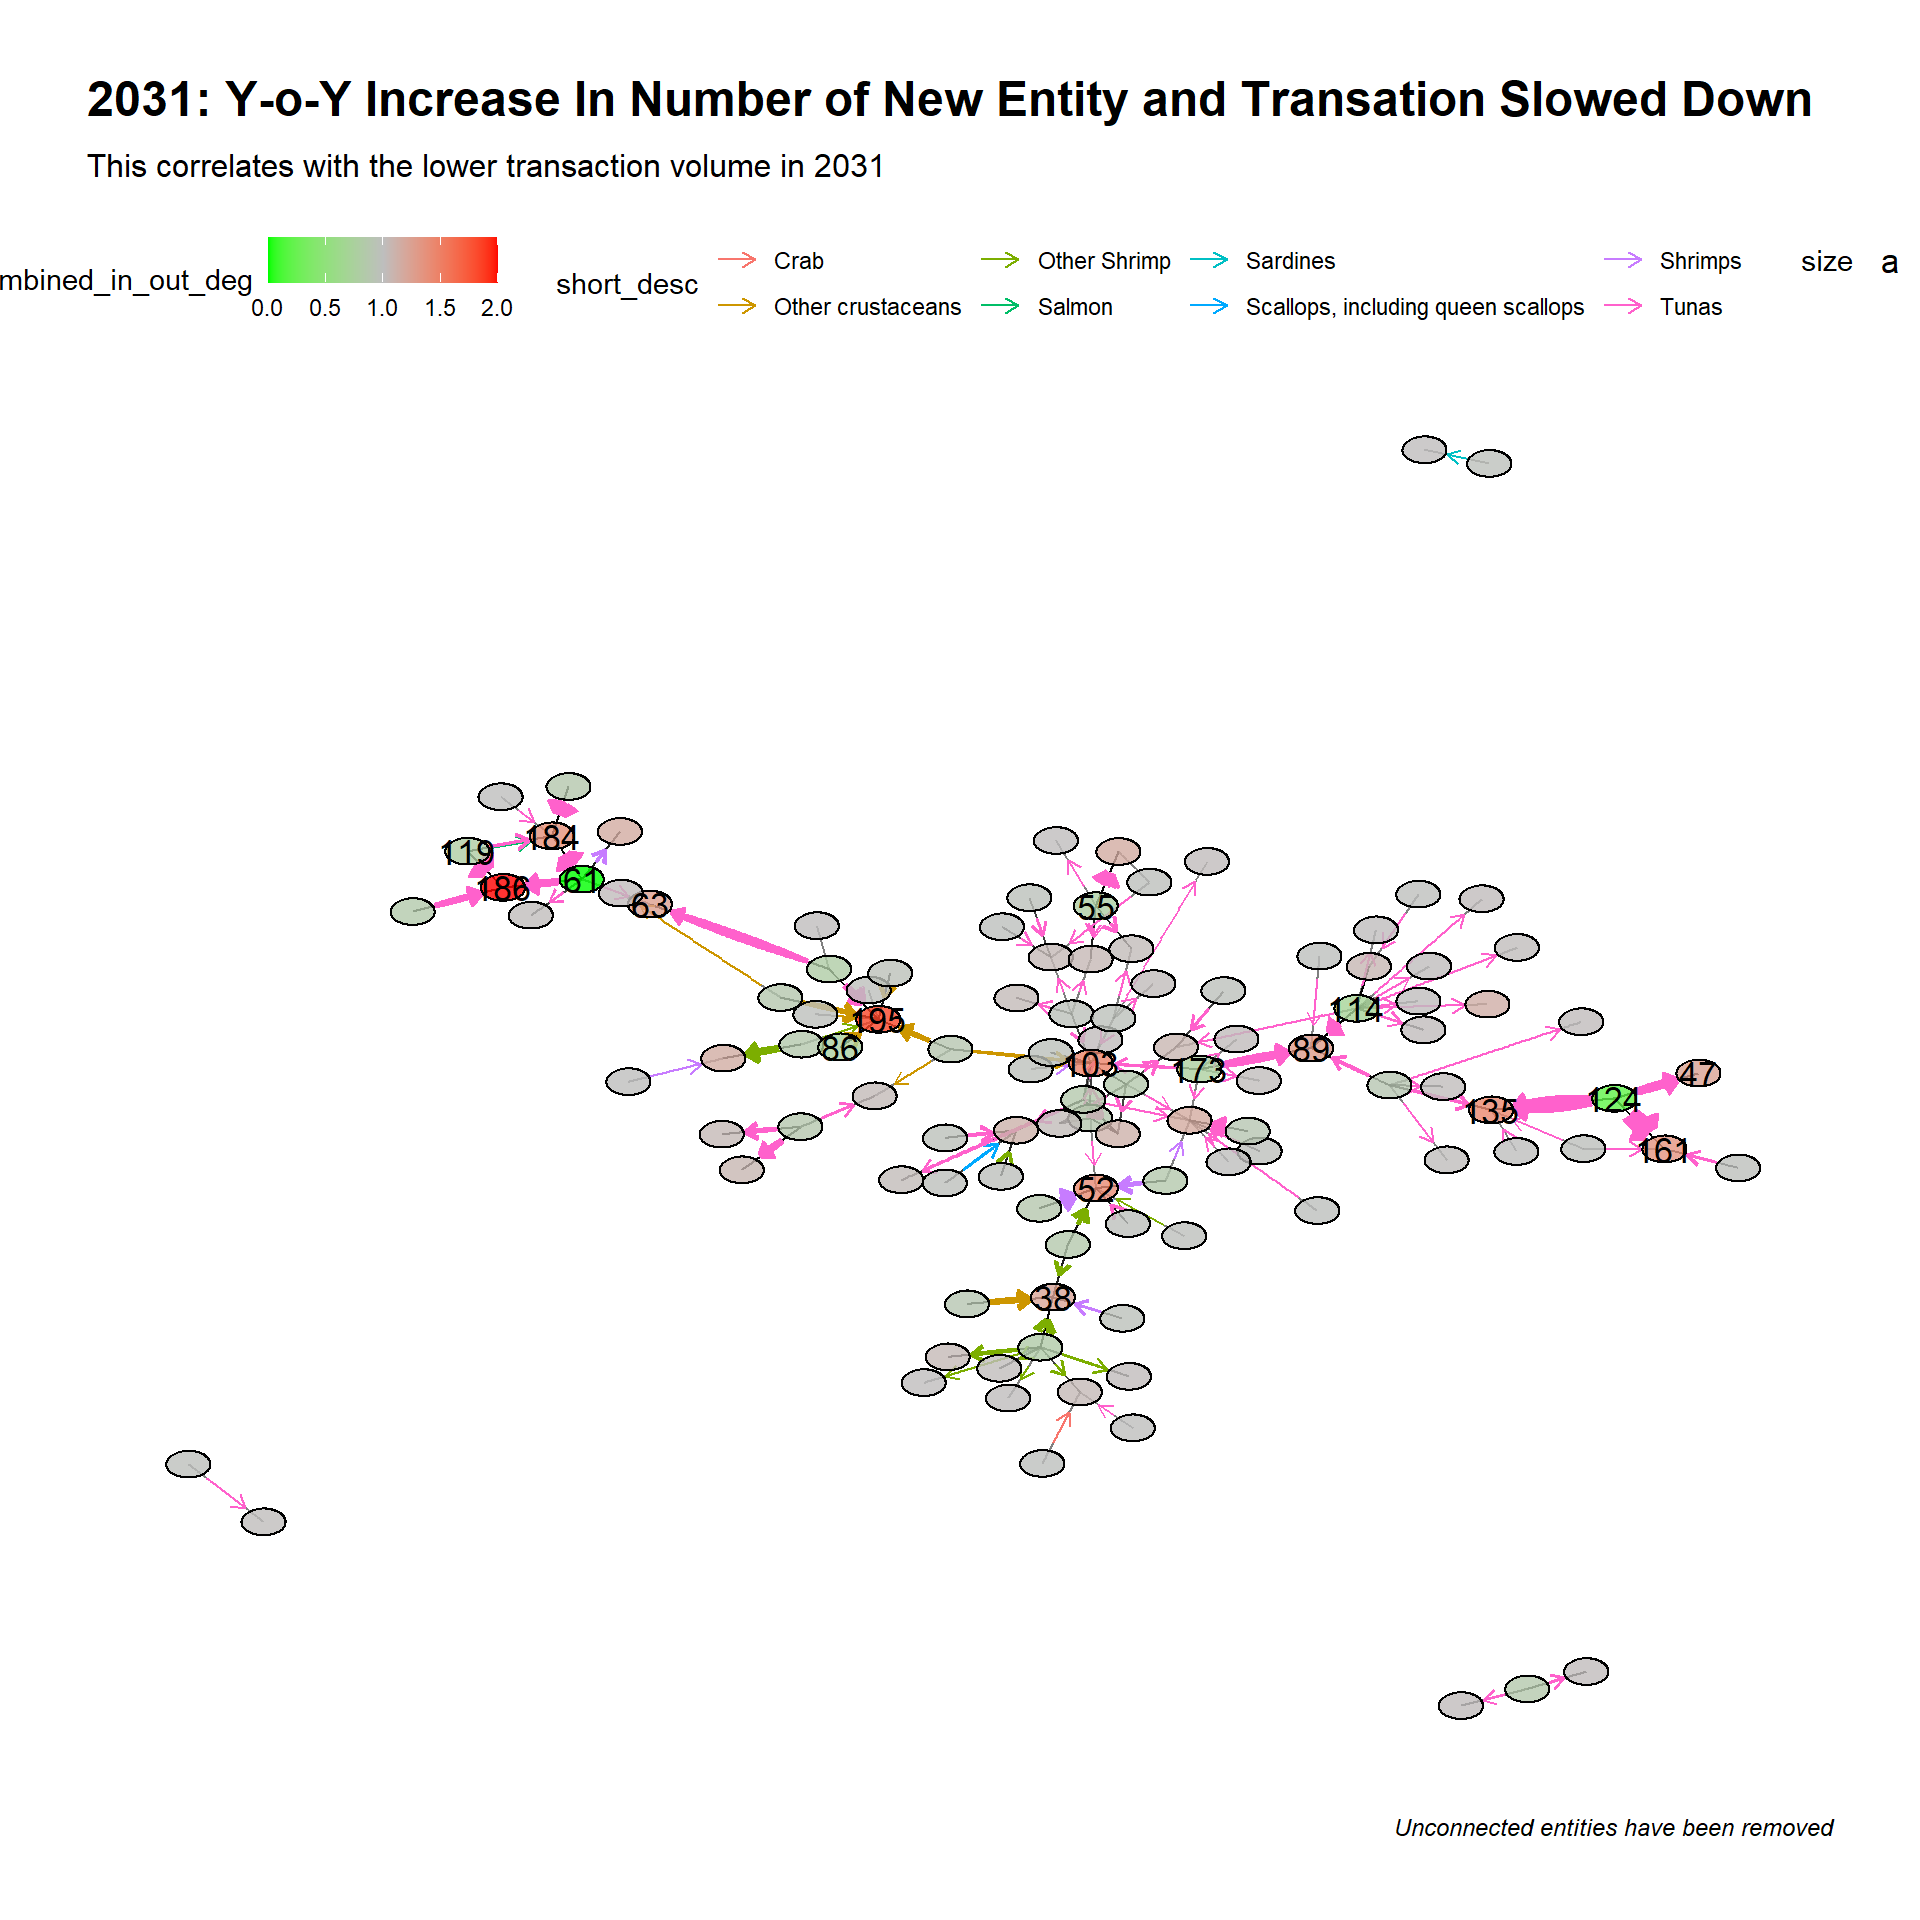 2031: Y-o-Y Increase In Number of New Entity and Transation Slowed Down
This correlates with the lower transaction volume in 2031
mbined_in_out_deg
0.0 0.5 1.0 1.5 2.0
short_desc
Crab
Other Shrimp
Sardines
Shrimps
Other crustaceans
Salmon
Scallops, including queen scallops
Tunas
size a
184
119
186
61
63
55
195
86
103
173
114
89
47
124
135
161
52
38
Unconnected entities have been removed